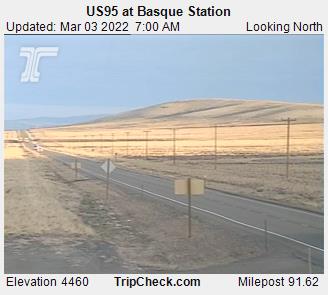 US95 at Basque Station
Updated: Mar 03 2022 7:00 AM Looking North
Elevation 4460 TripCheck.com Milepost 91.62